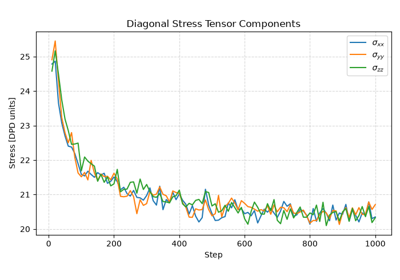 Diagonal Stress Tensor Components
σxx
σyy
σzz
Stress [DPD units]
25
24
23
22
21
20
0
200
400
600
800
1000
Step